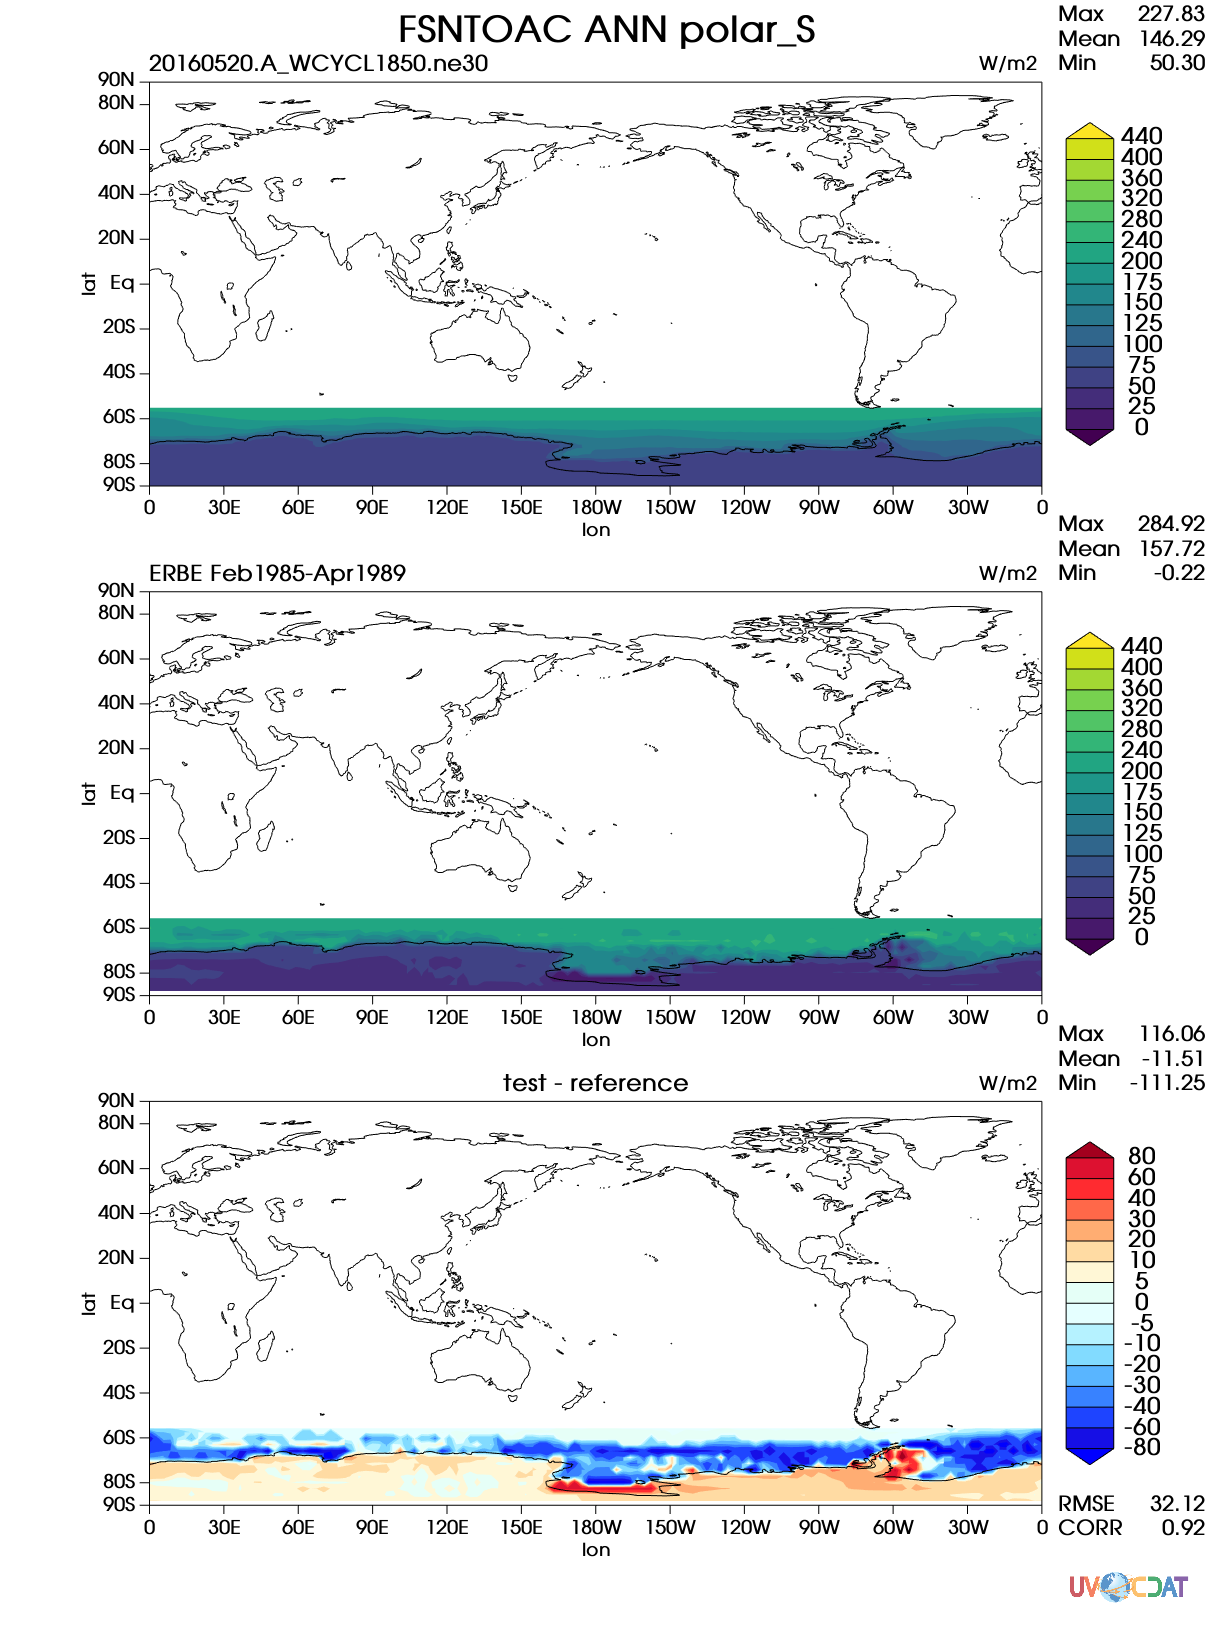 FSNTOAC ANN polar_S
Max 227.83
Mean 146.29
Min 50.30
20160520.A_WCYCL1850.ne30 W/m2
90N
80N
60N
40N
20N
Eq
20S
40S
60S
80S
90S
lat
0 30E 60E 90E 120E 150E 180W 150W 120W 90W 60W 30W 0
lon
440
400
360
320
280
240
200
175
150
125
100
75
50
25
0
Max 284.92
Mean 157.72
Min -0.22
ERBE Feb1985-Apr1989 W/m2
90N
80N
60N
40N
20N
Eq
20S
40S
60S
80S
90S
lat
0 30E 60E 90E 120E 150E 180W 150W 120W 90W 60W 30W 0
lon
440
400
360
320
280
240
200
175
150
125
100
75
50
25
0
Max 116.06
Mean -11.51
Min -111.25
test - reference W/m2
90N
80N
60N
40N
20N
Eq
20S
40S
60S
80S
90S
lat
0 30E 60E 90E 120E 150E 180W 150W 120W 90W 60W 30W 0
lon
80
60
40
30
20
10
5
0
-5
-10
-20
-30
-40
-60
-80
RMSE 32.12
CORR 0.92
UV CDAT